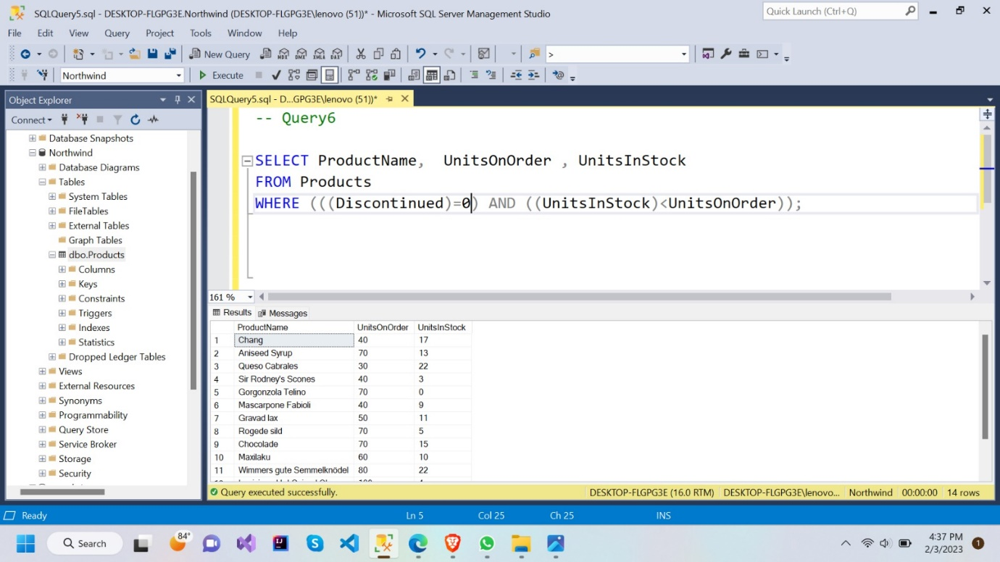 SQLQuery5.sql - DESKTOP-FLGPG3E.Northwind (DESKTOP-FLGPG3E\lenovo (51))* - Microsoft SQL Server Management Studio
Quick Launch (Ctrl+Q)
File Edit View Query Project Tools Window Help
New Query MDX DMX XMLA DAX >
Northwind Execute
Object Explorer
SQLQuery5.sql - D...GPG3E\lenovo (51))*
Connect
Database Snapshots
Northwind
Database Diagrams
Tables
System Tables
FileTables
External Tables
Graph Tables
dbo.Products
Columns
Keys
Constraints
Triggers
Indexes
Statistics
Dropped Ledger Tables
Views
External Resources
Synonyms
Programmability
Query Store
Service Broker
Storage
Security
-- Query6
SELECT ProductName, UnitsOnOrder , UnitsInStock
FROM Products
WHERE (((Discontinued)=0) AND ((UnitsInStock)<UnitsOnOrder));
161 %
Results Messages
ProductName UnitsOnOrder UnitsInStock
1 Chang 40 17
2 Aniseed Syrup 70 13
3 Queso Cabrales 30 22
4 Sir Rodney's Scones 40 3
5 Gorgonzola Telino 70 0
6 Mascarpone Fabioli 40 9
7 Gravad lax 50 11
8 Rogede sild 70 5
9 Chocolade 70 15
10 Maxilaku 60 10
11 Wimmers gute Semmelknödel 80 22
Query executed successfully. DESKTOP-FLGPG3E (16.0 RTM) DESKTOP-FLGPG3E\lenovo... Northwind 00:00:00 14 rows
Ready Ln 5 Col 25 Ch 25 INS
Search 84° 4:37 PM
2/3/2023 1